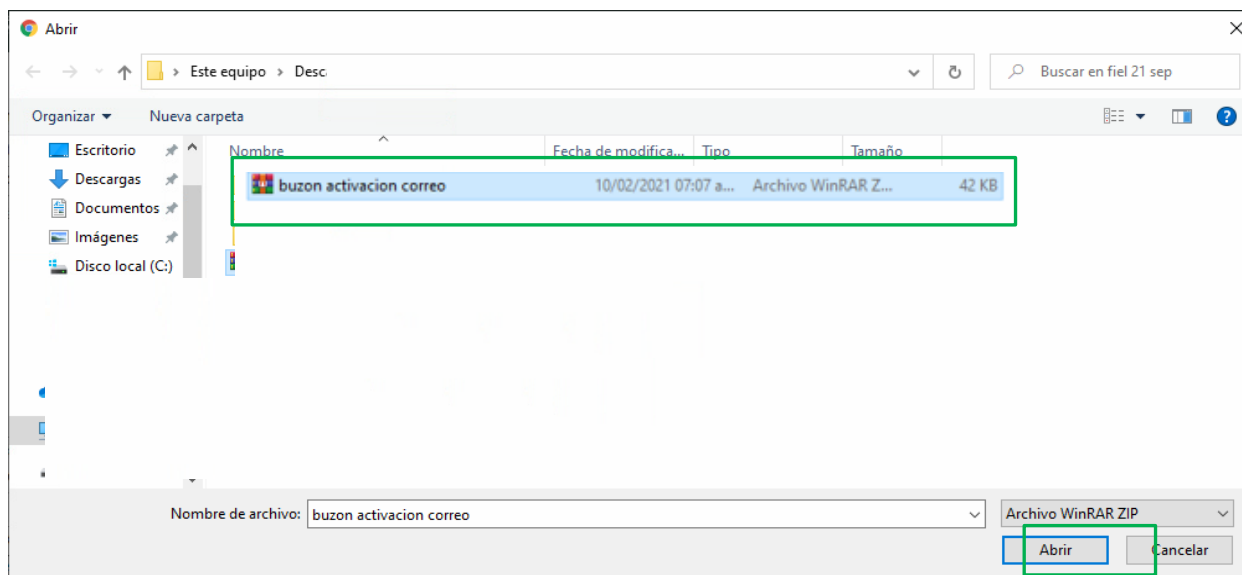 Abrir
Este equipo > Desc
Buscar en fiel 21 sep
Organizar Nueva carpeta
Escritorio
Descargas
Documentos
Imágenes
Disco local (C:)
Nombre Fecha de modifica... Tipo Tamaño
buzon activacion correo 10/02/2021 07:07 a... Archivo WinRAR Z... 42 KB
Nombre de archivo: buzon activacion correo Archivo WinRAR ZIP
Abrir Cancelar